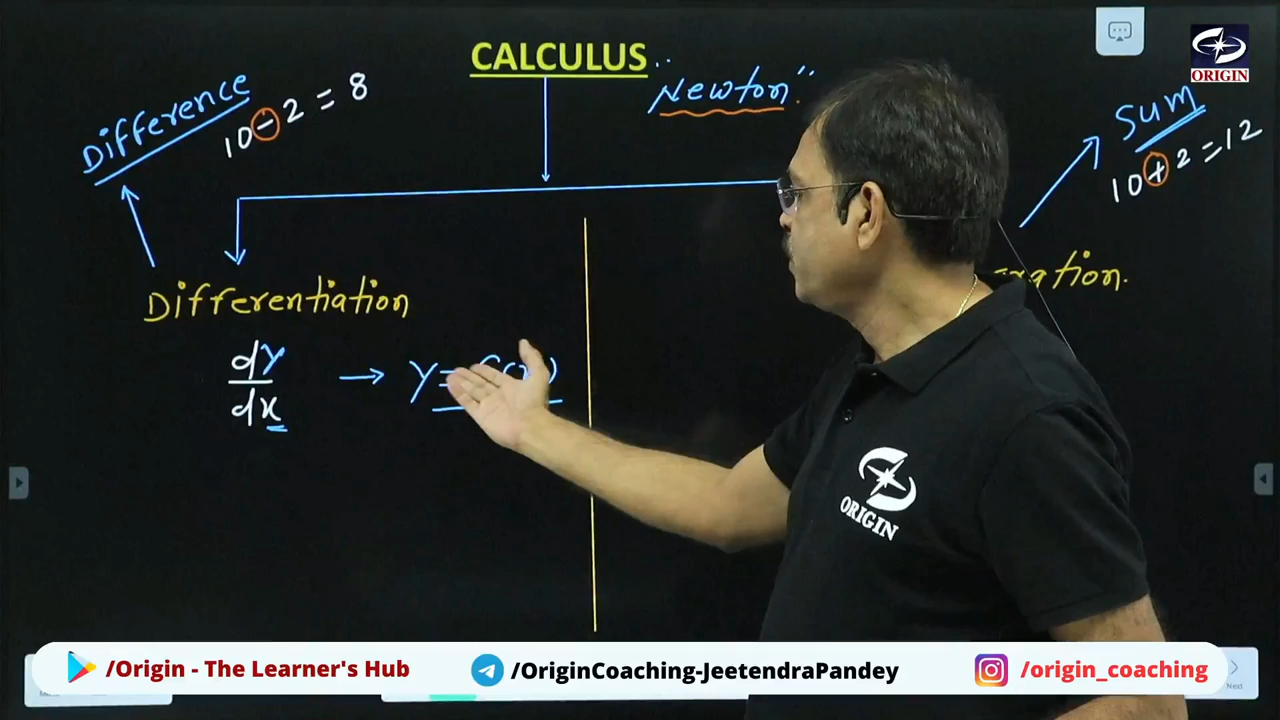 CALCULUS
"Newton"
Difference
10 - 2 = 8
Sum
10 + 2 = 12
ORIGIN
Differentiation
dy
dx
→ y =
ORIGIN
/Origin - The Learner's Hub
/OriginCoaching-JeetendraPandey
/origin_coaching
Next